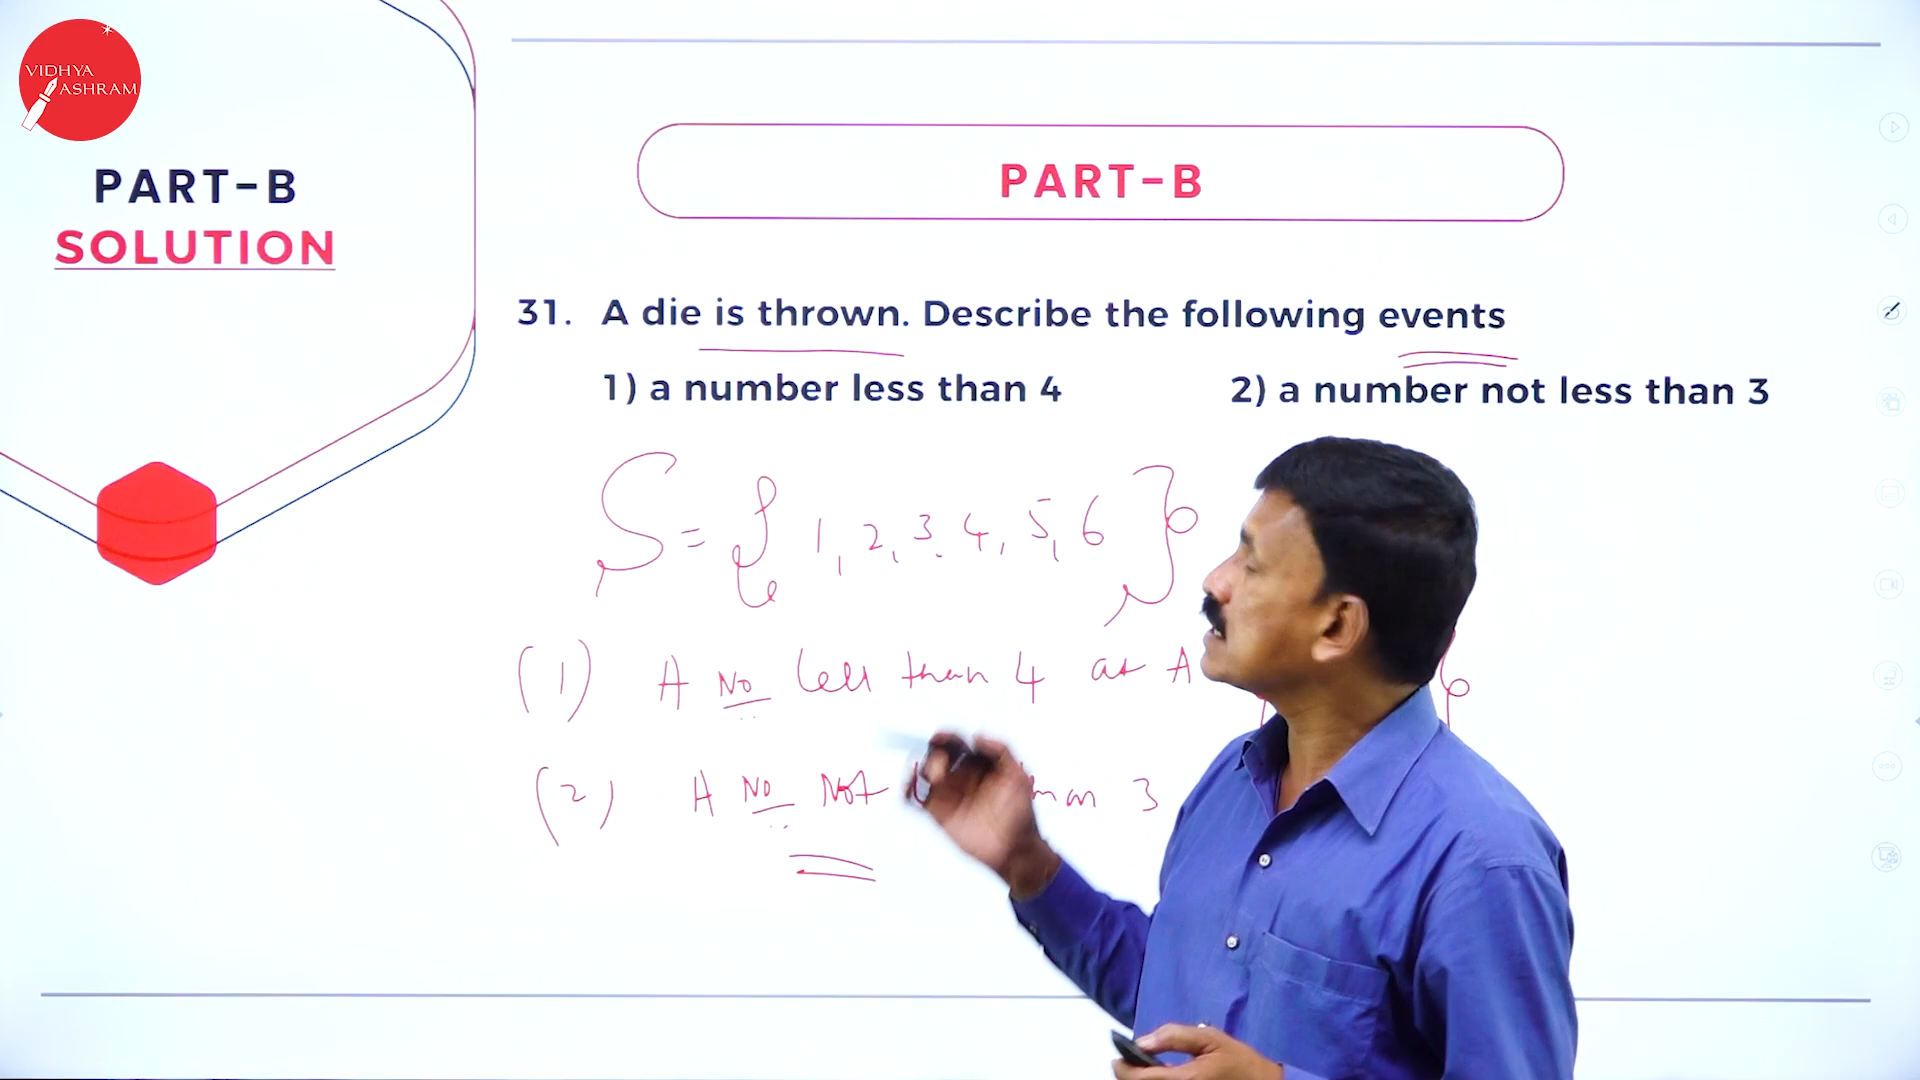 VIDHYA
ASHRAM
PART-B
SOLUTION
PART-B
31. A die is thrown. Describe the following events
1) a number less than 4 2) a number not less than 3
S = { 1, 2, 3, 4, 5, 6 }
(1) A No less than 4 as A
(2) A No Not than 3